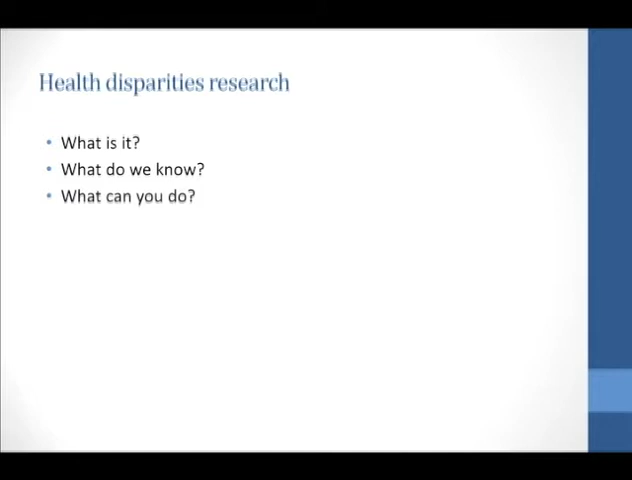 Health disparities research
• What is it?
• What do we know?
• What can you do?